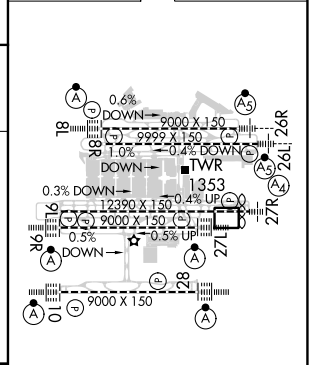 A
P
0.6%
DOWN
A5
9000 X 150
8L
26R
P
9999 X 150
P
8R
1.0%
0.4% DOWN
P
26L
DOWN
TWR
A5
1353
A4
0.3% DOWN
0.4% UP
P
9L
12390 X 150
27R
P
P
9000 X 150
P
9R
0.5%
0.5% UP
27L
A
DOWN
A
P
28
10
9000 X 150
A
P
A